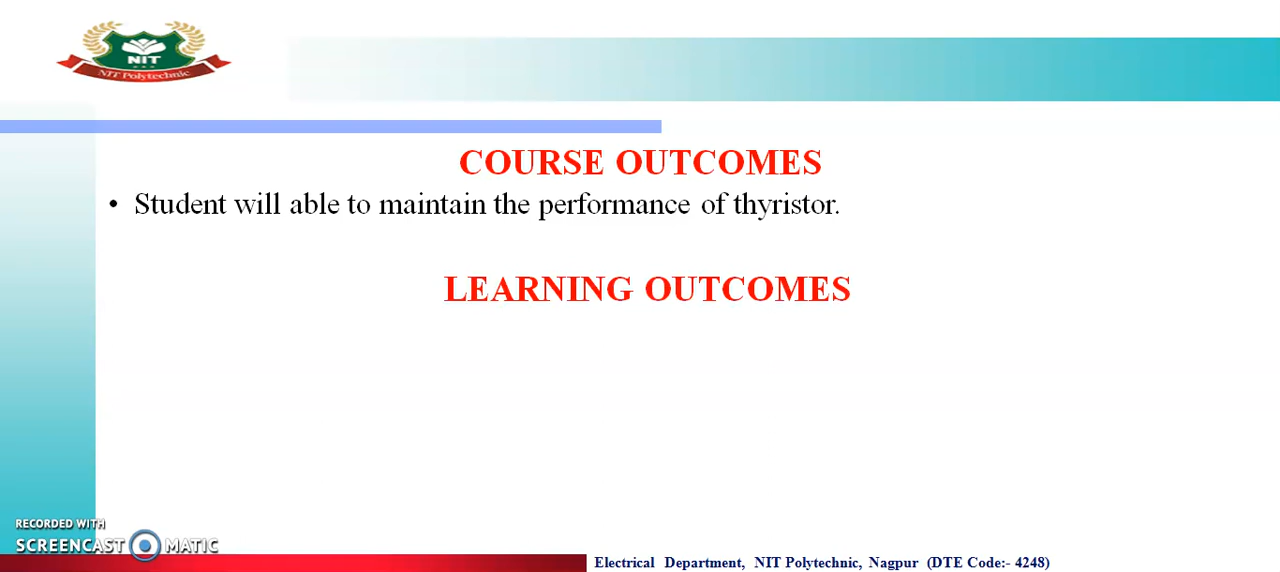 NIT
NIT Polytechnic
COURSE OUTCOMES
• Student will able to maintain the performance of thyristor.
LEARNING OUTCOMES
RECORDED WITH
SCREENCAST MATIC
Electrical Department, NIT Polytechnic, Nagpur (DTE Code:- 4248)